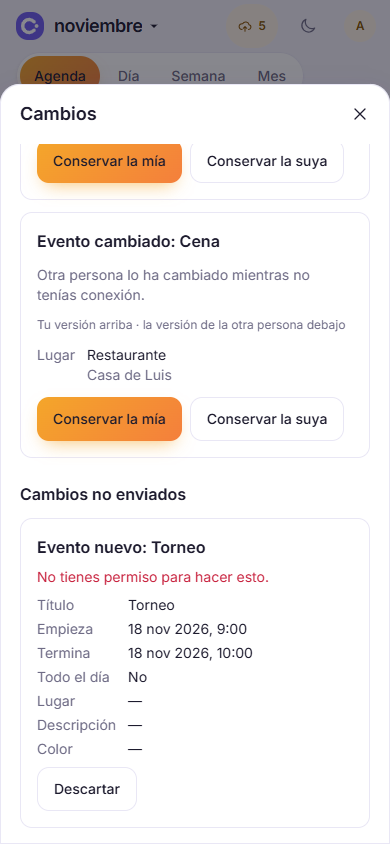 noviembre
5
A
Agenda
Día
Semana
Mes
Cambios
Conservar la mía
Conservar la suya
Evento cambiado: Cena
Otra persona lo ha cambiado mientras no
tenías conexión.
Tu versión arriba · la versión de la otra persona debajo
Lugar Restaurante
Casa de Luis
Conservar la mía
Conservar la suya
Cambios no enviados
Evento nuevo: Torneo
No tienes permiso para hacer esto.
Título Torneo
Empieza 18 nov 2026, 9:00
Termina 18 nov 2026, 10:00
Todo el día No
Lugar —
Descripción —
Color —
Descartar